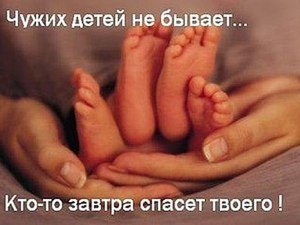 Чужих детей не бывает...
Кто-то завтра спасет твоего !